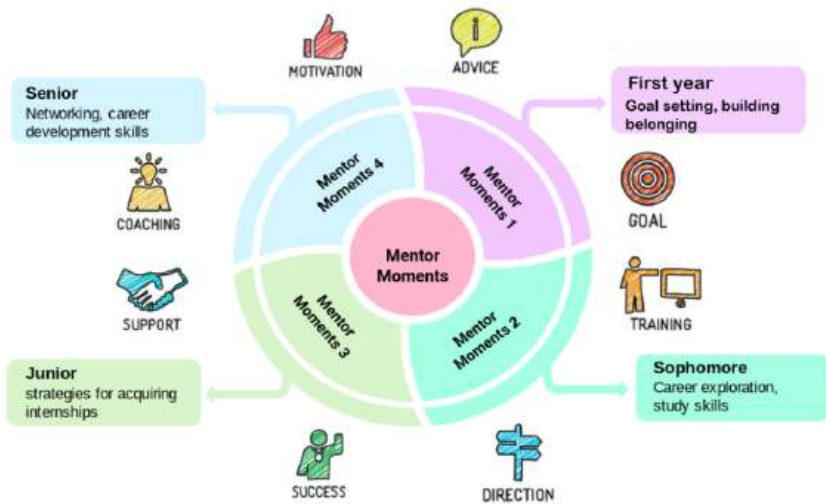 MOTIVATION
ADVICE
Senior
Networking, career
development skills
First year
Goal setting, building
belonging
Mentor
Moments 4
Mentor
Moments 1
COACHING
GOAL
Mentor
Moments
SUPPORT
TRAINING
Mentor
Moments 3
Mentor
Moments 2
Junior
strategies for acquiring
internships
Sophomore
Career exploration,
study skills
SUCCESS
DIRECTION